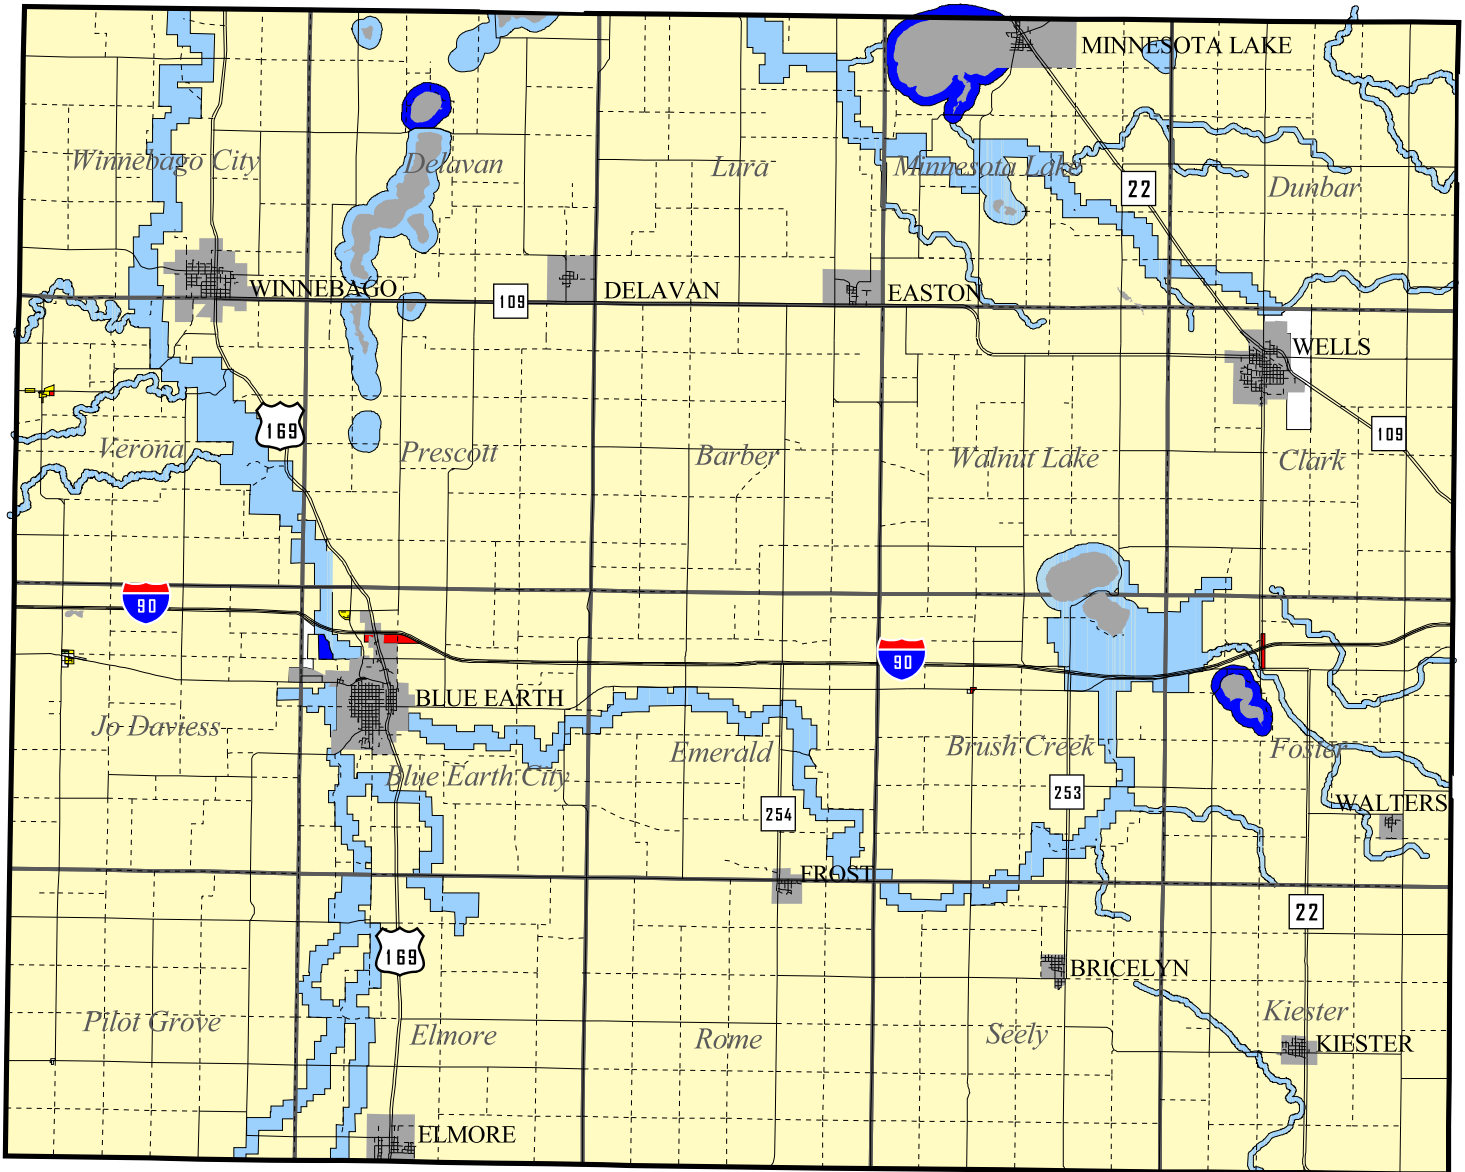 MINNESOTA LAKE
Winnebago City
Delavan
Lura
Minnesota Lake
22
Dunbar
WINNEBAGO
109
DELAVAN
EASTON
WELLS
169
109
Verona
Prescott
Barber
Walnut Lake
Clark
90
90
BLUE EARTH
Jo Daviess
Blue Earth City
Emerald
Brush Creek
Foster
253
WALTERS
254
FROST
22
169
BRICELYN
Pilot Grove
Elmore
Rome
Seely
Kiester
KIESTER
ELMORE